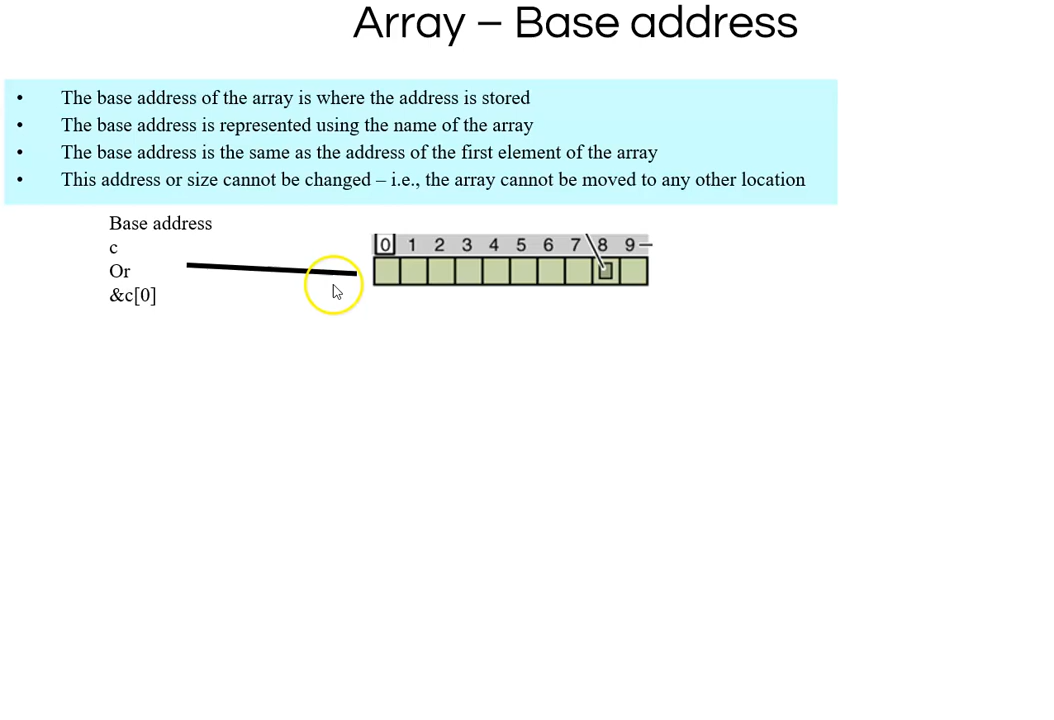 Array – Base address
• The base address of the array is where the address is stored
• The base address is represented using the name of the array
• The base address is the same as the address of the first element of the array
• This address or size cannot be changed – i.e., the array cannot be moved to any other location
Base address
c
Or
&c[0]
0 1 2 3 4 5 6 7 8 9